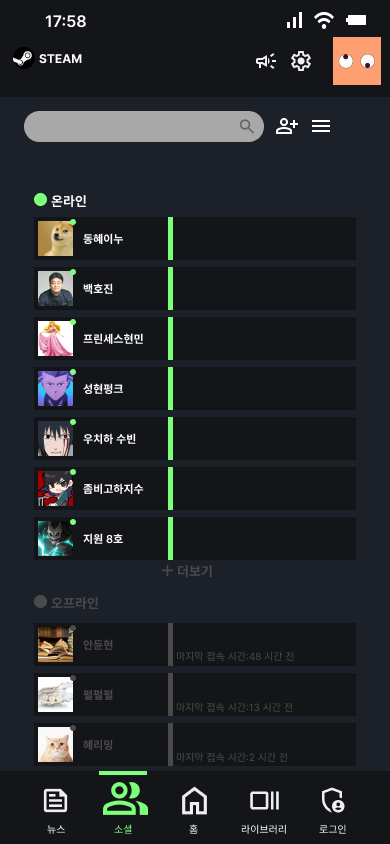 17:58
STEAM
온라인
동혜이누
백호진
프린세스현민
성현펑크
우치하 수빈
좀비고하지수
지원 8호
+ 더보기
오프라인
안듣현
마지막 접속 시간:48 시간 전
펄펄펄
마지막 접속 시간:13 시간 전
혜리밍
마지막 접속 시간:2 시간 전
뉴스
소셜
홈
라이브러리
로그인